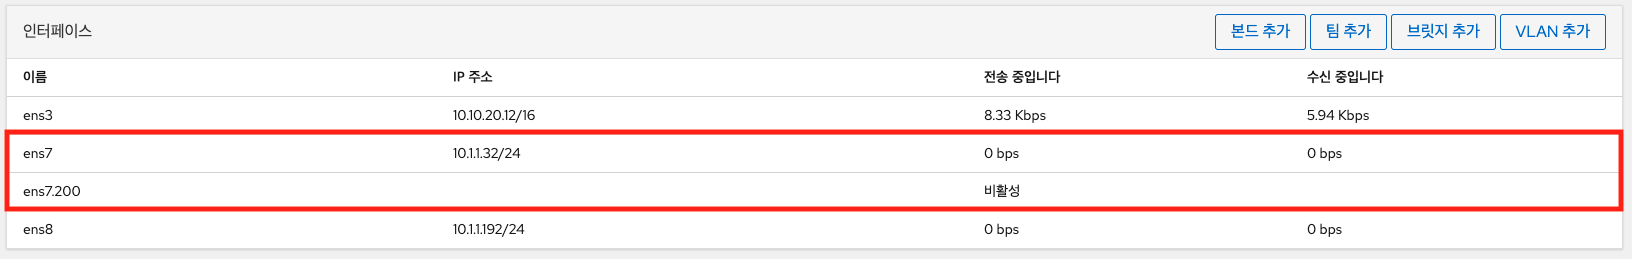 인터페이스 본드 추가 팀 추가 브릿지 추가 VLAN 추가
이름 IP 주소 전송 중입니다 수신 중입니다
ens3 10.10.20.12/16 8.33 Kbps 5.94 Kbps
ens7 10.1.1.32/24 0 bps 0 bps
ens7.200 비활성
ens8 10.1.1.192/24 0 bps 0 bps